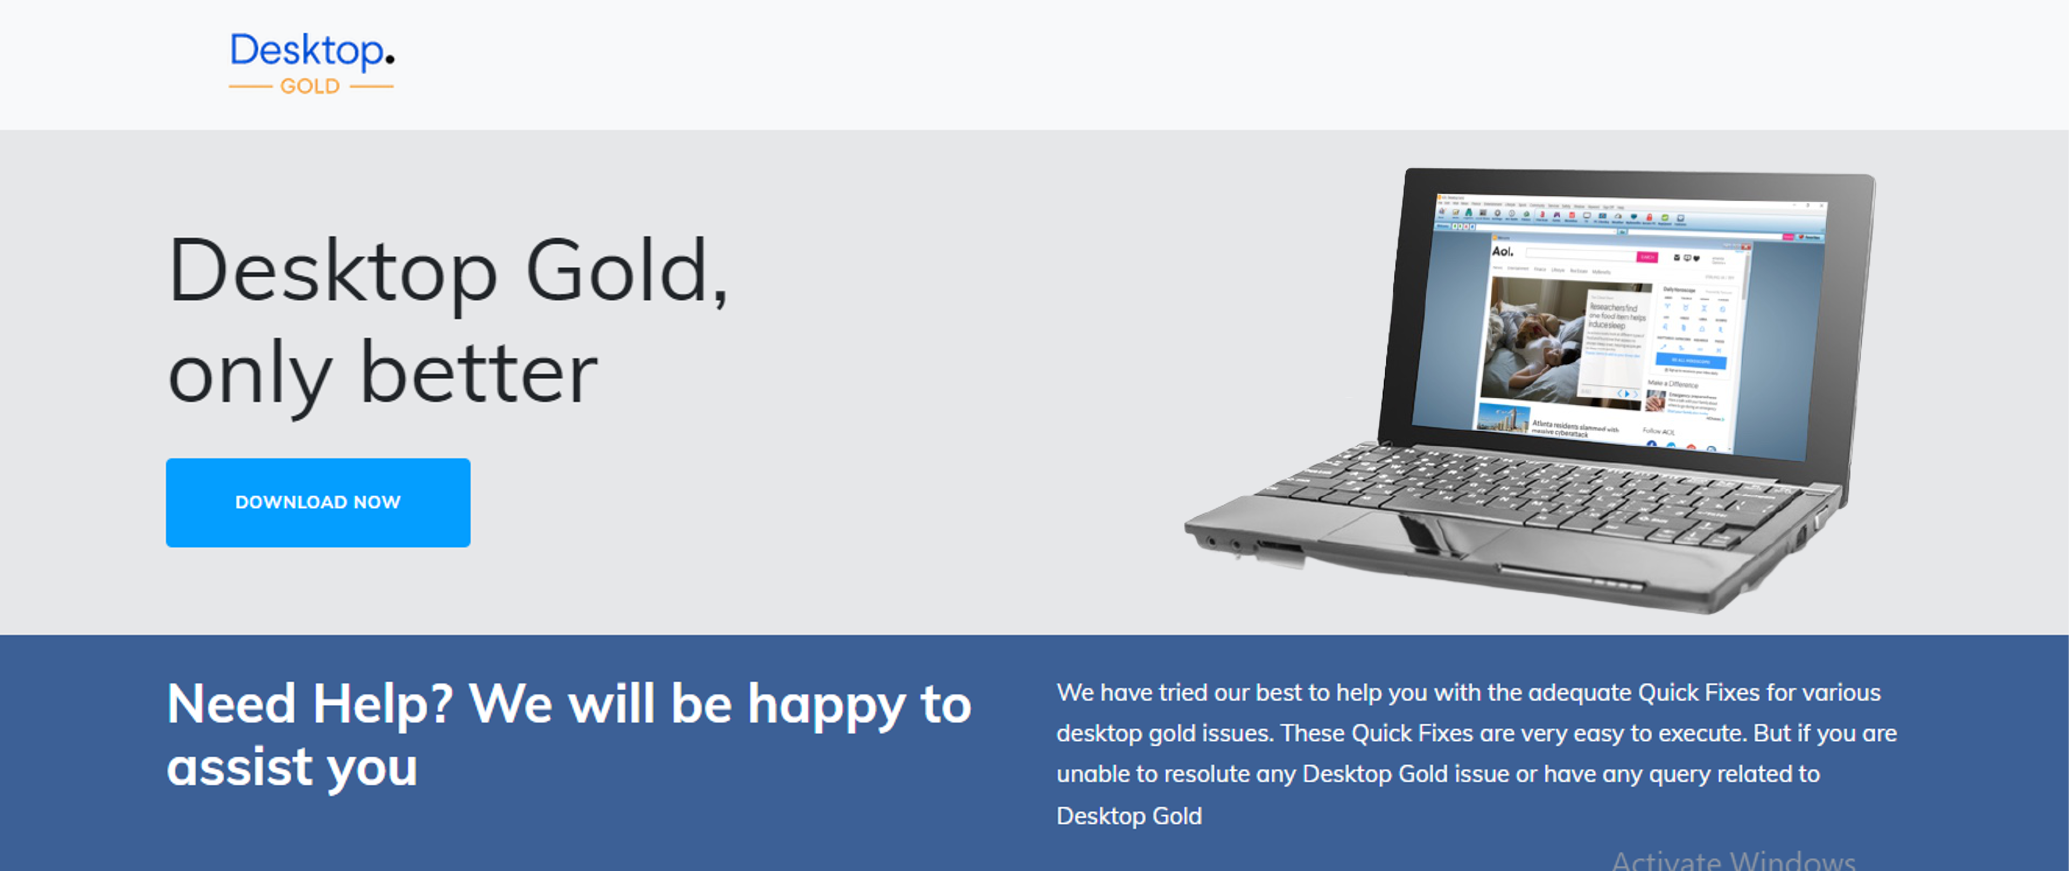 Desktop.
GOLD
Desktop Gold,
only better
DOWNLOAD NOW
Aol.
Daily Horoscope
Researchers find
one food item helps
induce sleep
Make a Difference
Atlanta residents slammed with
massive cyberattack
Follow AOL
Need Help? We will be happy to
assist you
We have tried our best to help you with the adequate Quick Fixes for various
desktop gold issues. These Quick Fixes are very easy to execute. But if you are
unable to resolute any Desktop Gold issue or have any query related to
Desktop Gold
Activate Windows